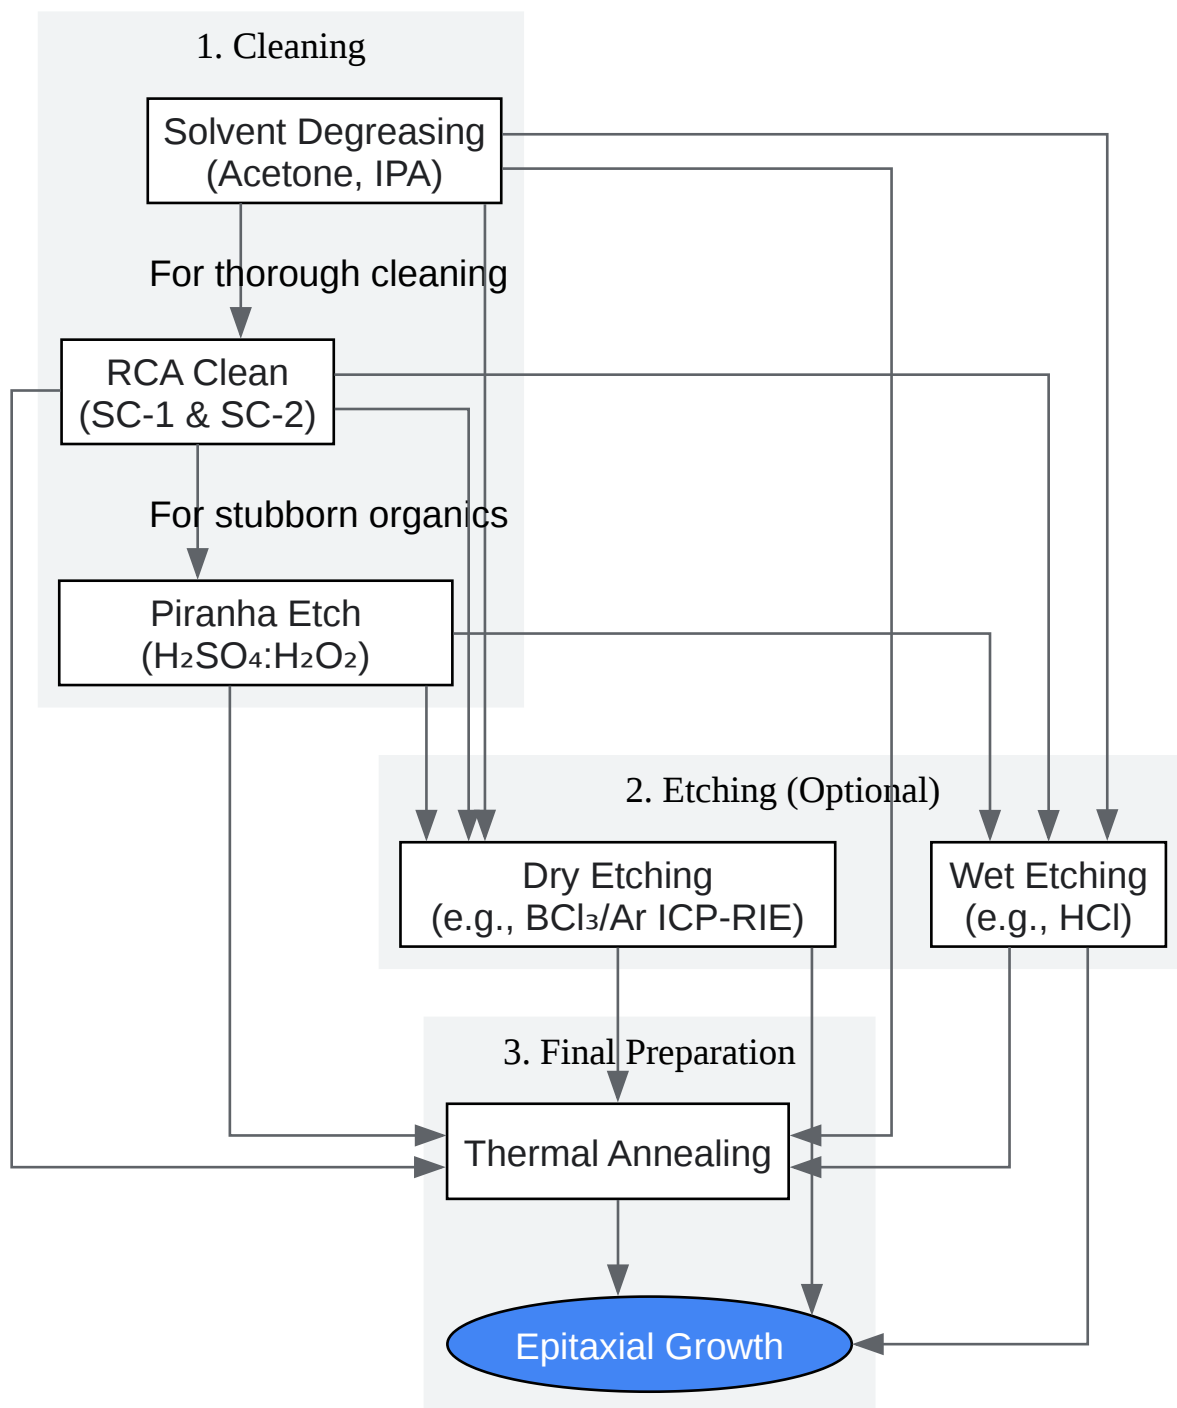 1. Cleaning
Solvent Degreasing
(Acetone, IPA)
For thorough cleaning
RCA Clean
(SC-1 & SC-2)
For stubborn organics
Piranha Etch
(H₂SO₄:H₂O₂)
2. Etching (Optional)
Dry Etching
(e.g., BCl₃/Ar ICP-RIE)
Wet Etching
(e.g., HCl)
3. Final Preparation
Thermal Annealing
Epitaxial Growth